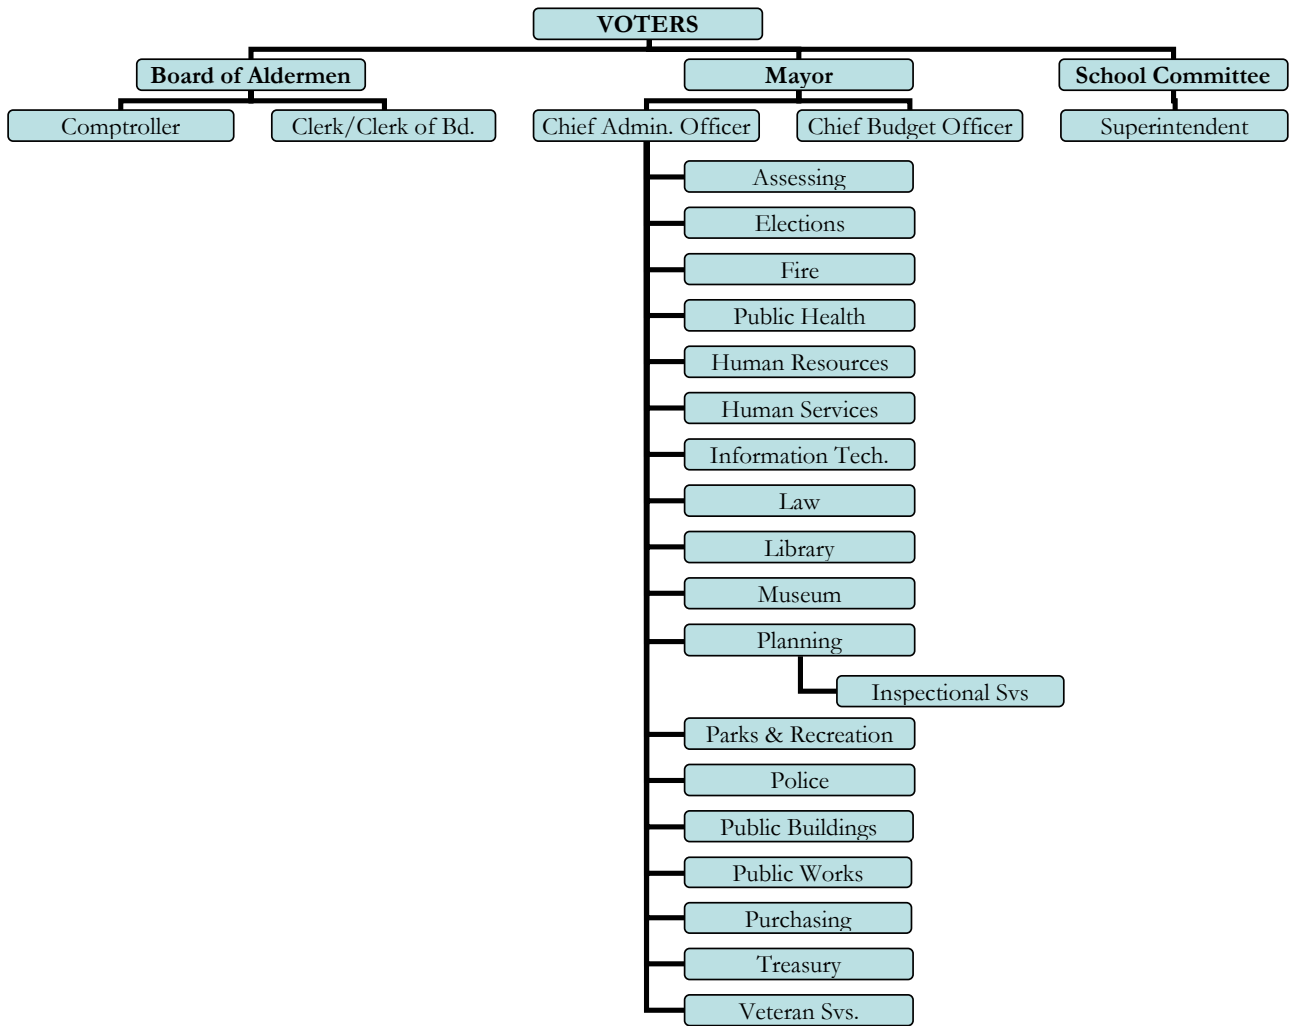 VOTERS
Board of Aldermen
Mayor
School Committee
Comptroller
Clerk/Clerk of Bd.
Chief Admin. Officer
Chief Budget Officer
Superintendent
Assessing
Elections
Fire
Public Health
Human Resources
Human Services
Information Tech.
Law
Library
Museum
Planning
Inspectional Svs
Parks & Recreation
Police
Public Buildings
Public Works
Purchasing
Treasury
Veteran Svs.